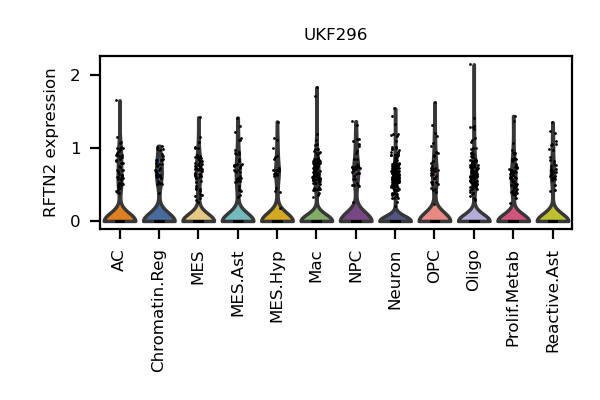 UKF296
RFTN2 expression
2
1
0
AC
Chromatin.Reg
MES
MES.Ast
MES.Hyp
Mac
NPC
Neuron
OPC
Oligo
Prolif.Metab
Reactive.Ast